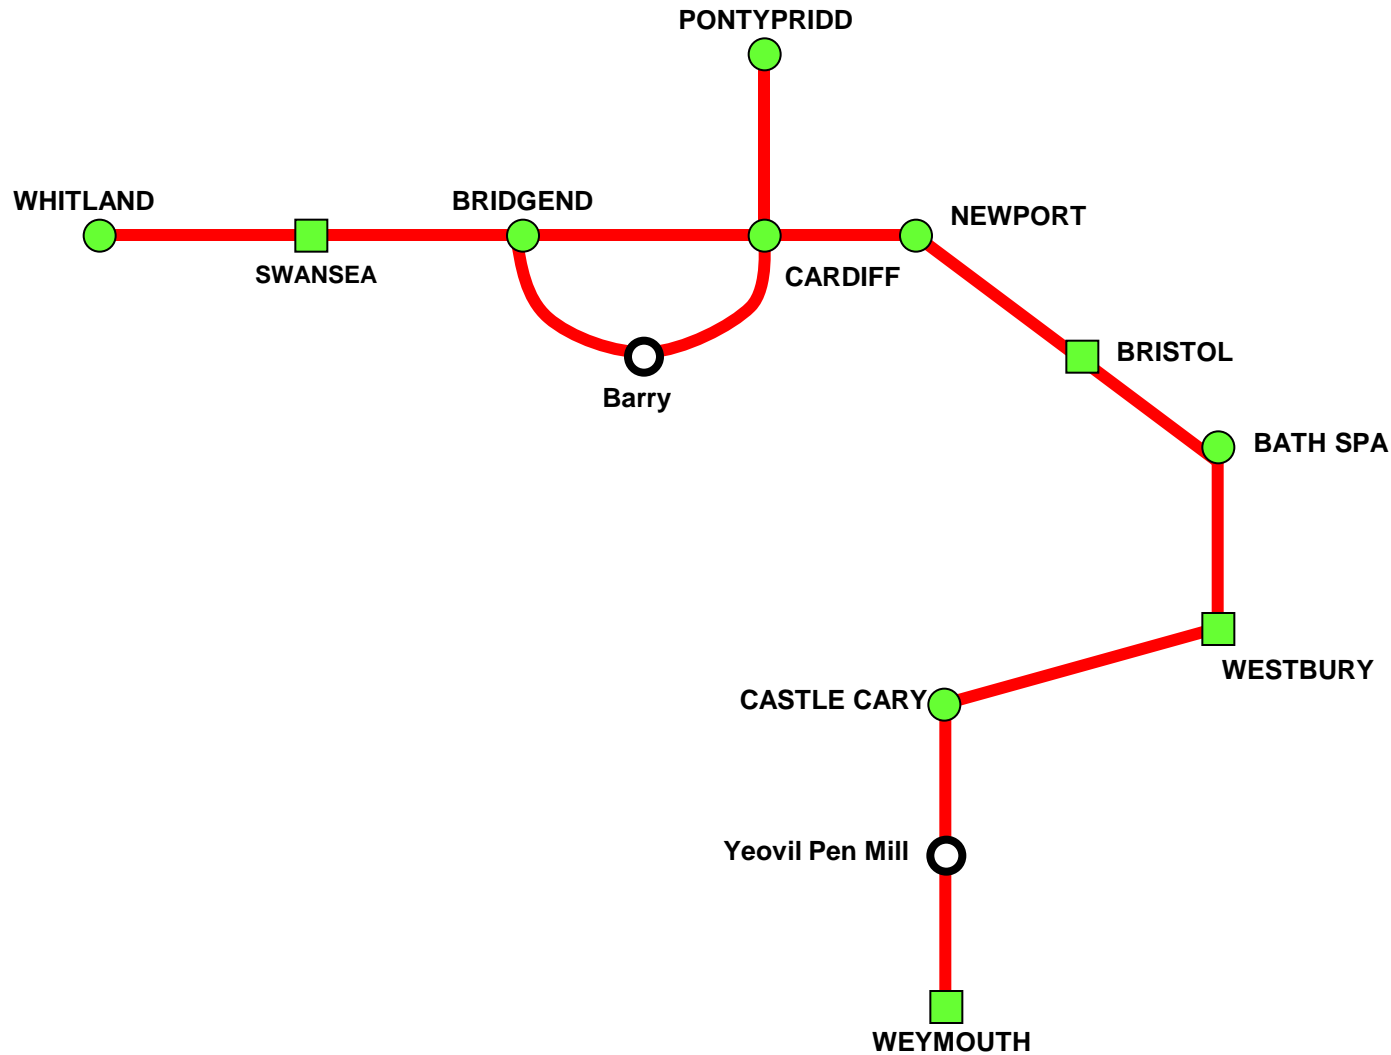 PONTYPRIDD
WHITLAND
BRIDGEND
NEWPORT
SWANSEA
CARDIFF
BRISTOL
Barry
BATH SPA
WESTBURY
CASTLE CARY
Yeovil Pen Mill
WEYMOUTH